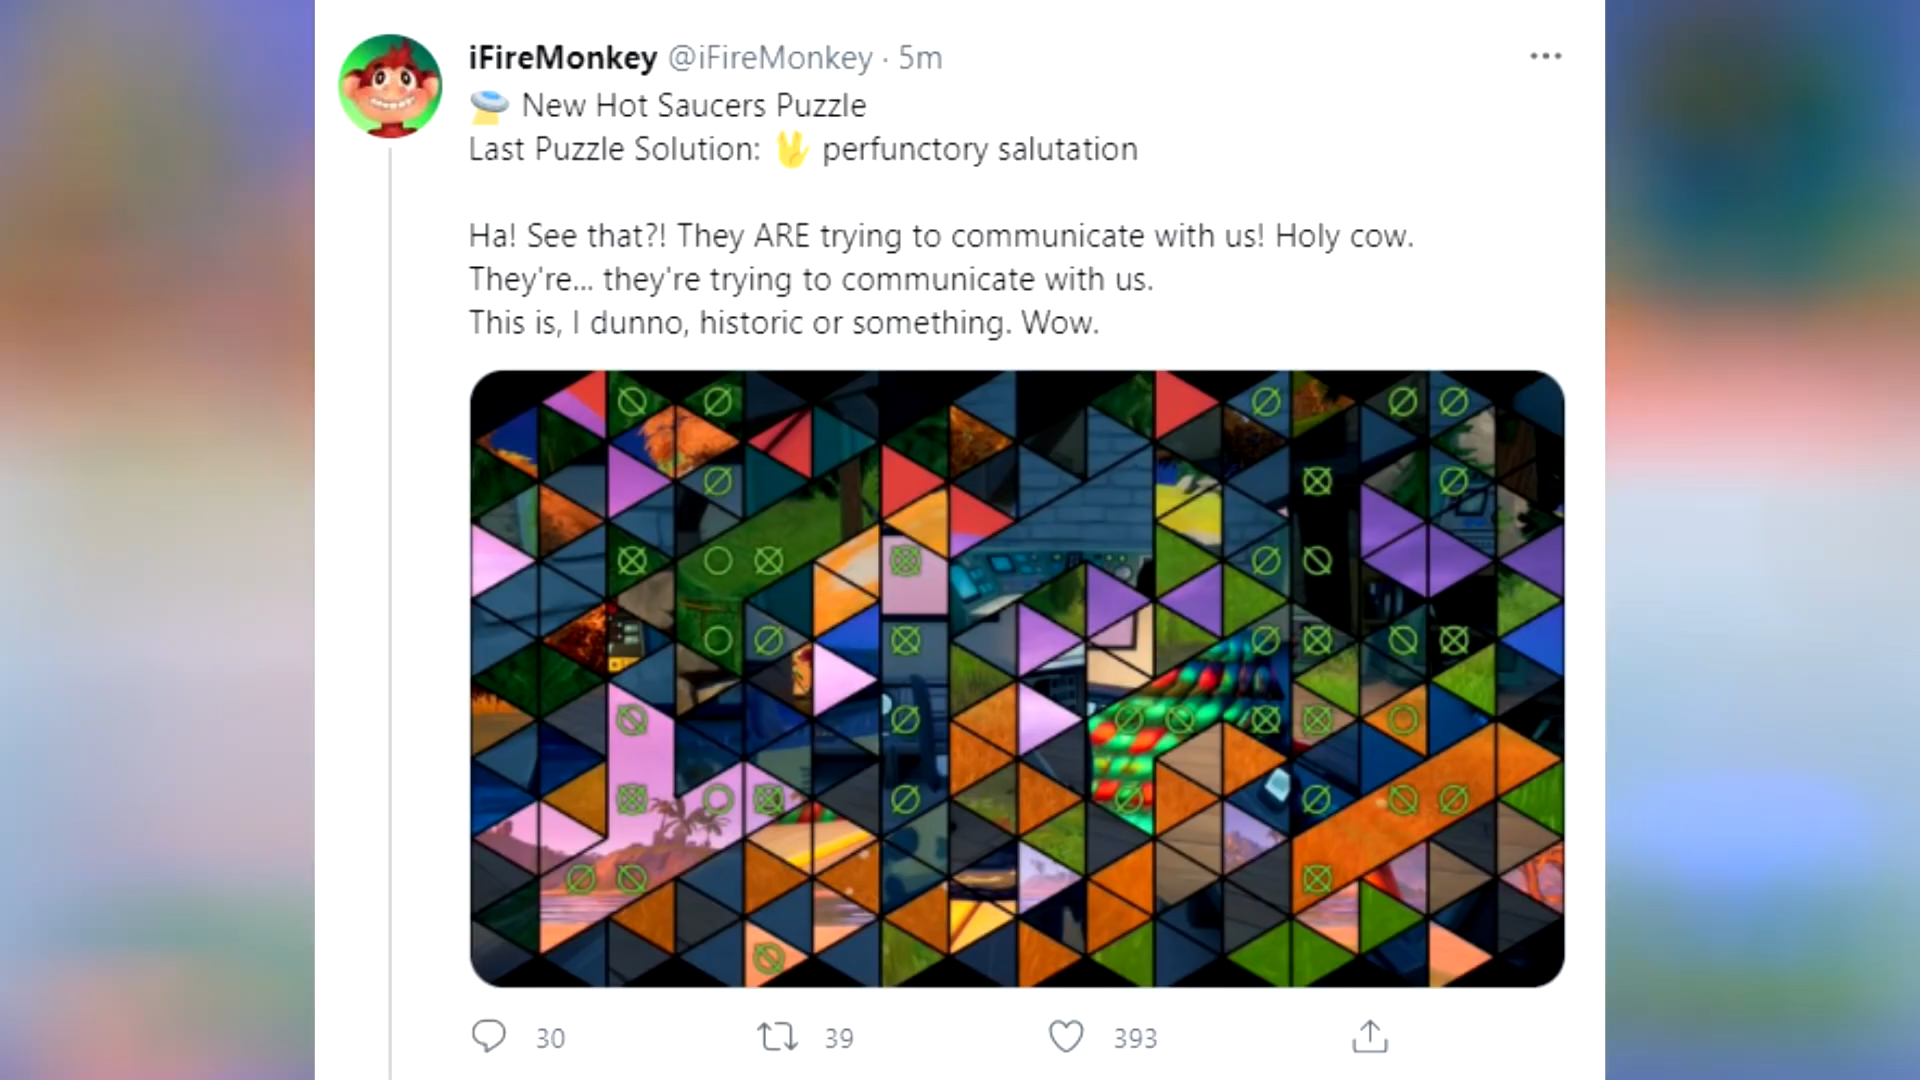 iFireMonkey @iFireMonkey · 5m
🛸 New Hot Saucers Puzzle
Last Puzzle Solution: 🖖 perfunctory salutation
Ha! See that?! They ARE trying to communicate with us! Holy cow.
They're... they're trying to communicate with us.
This is, I dunno, historic or something. Wow.
30 39 393